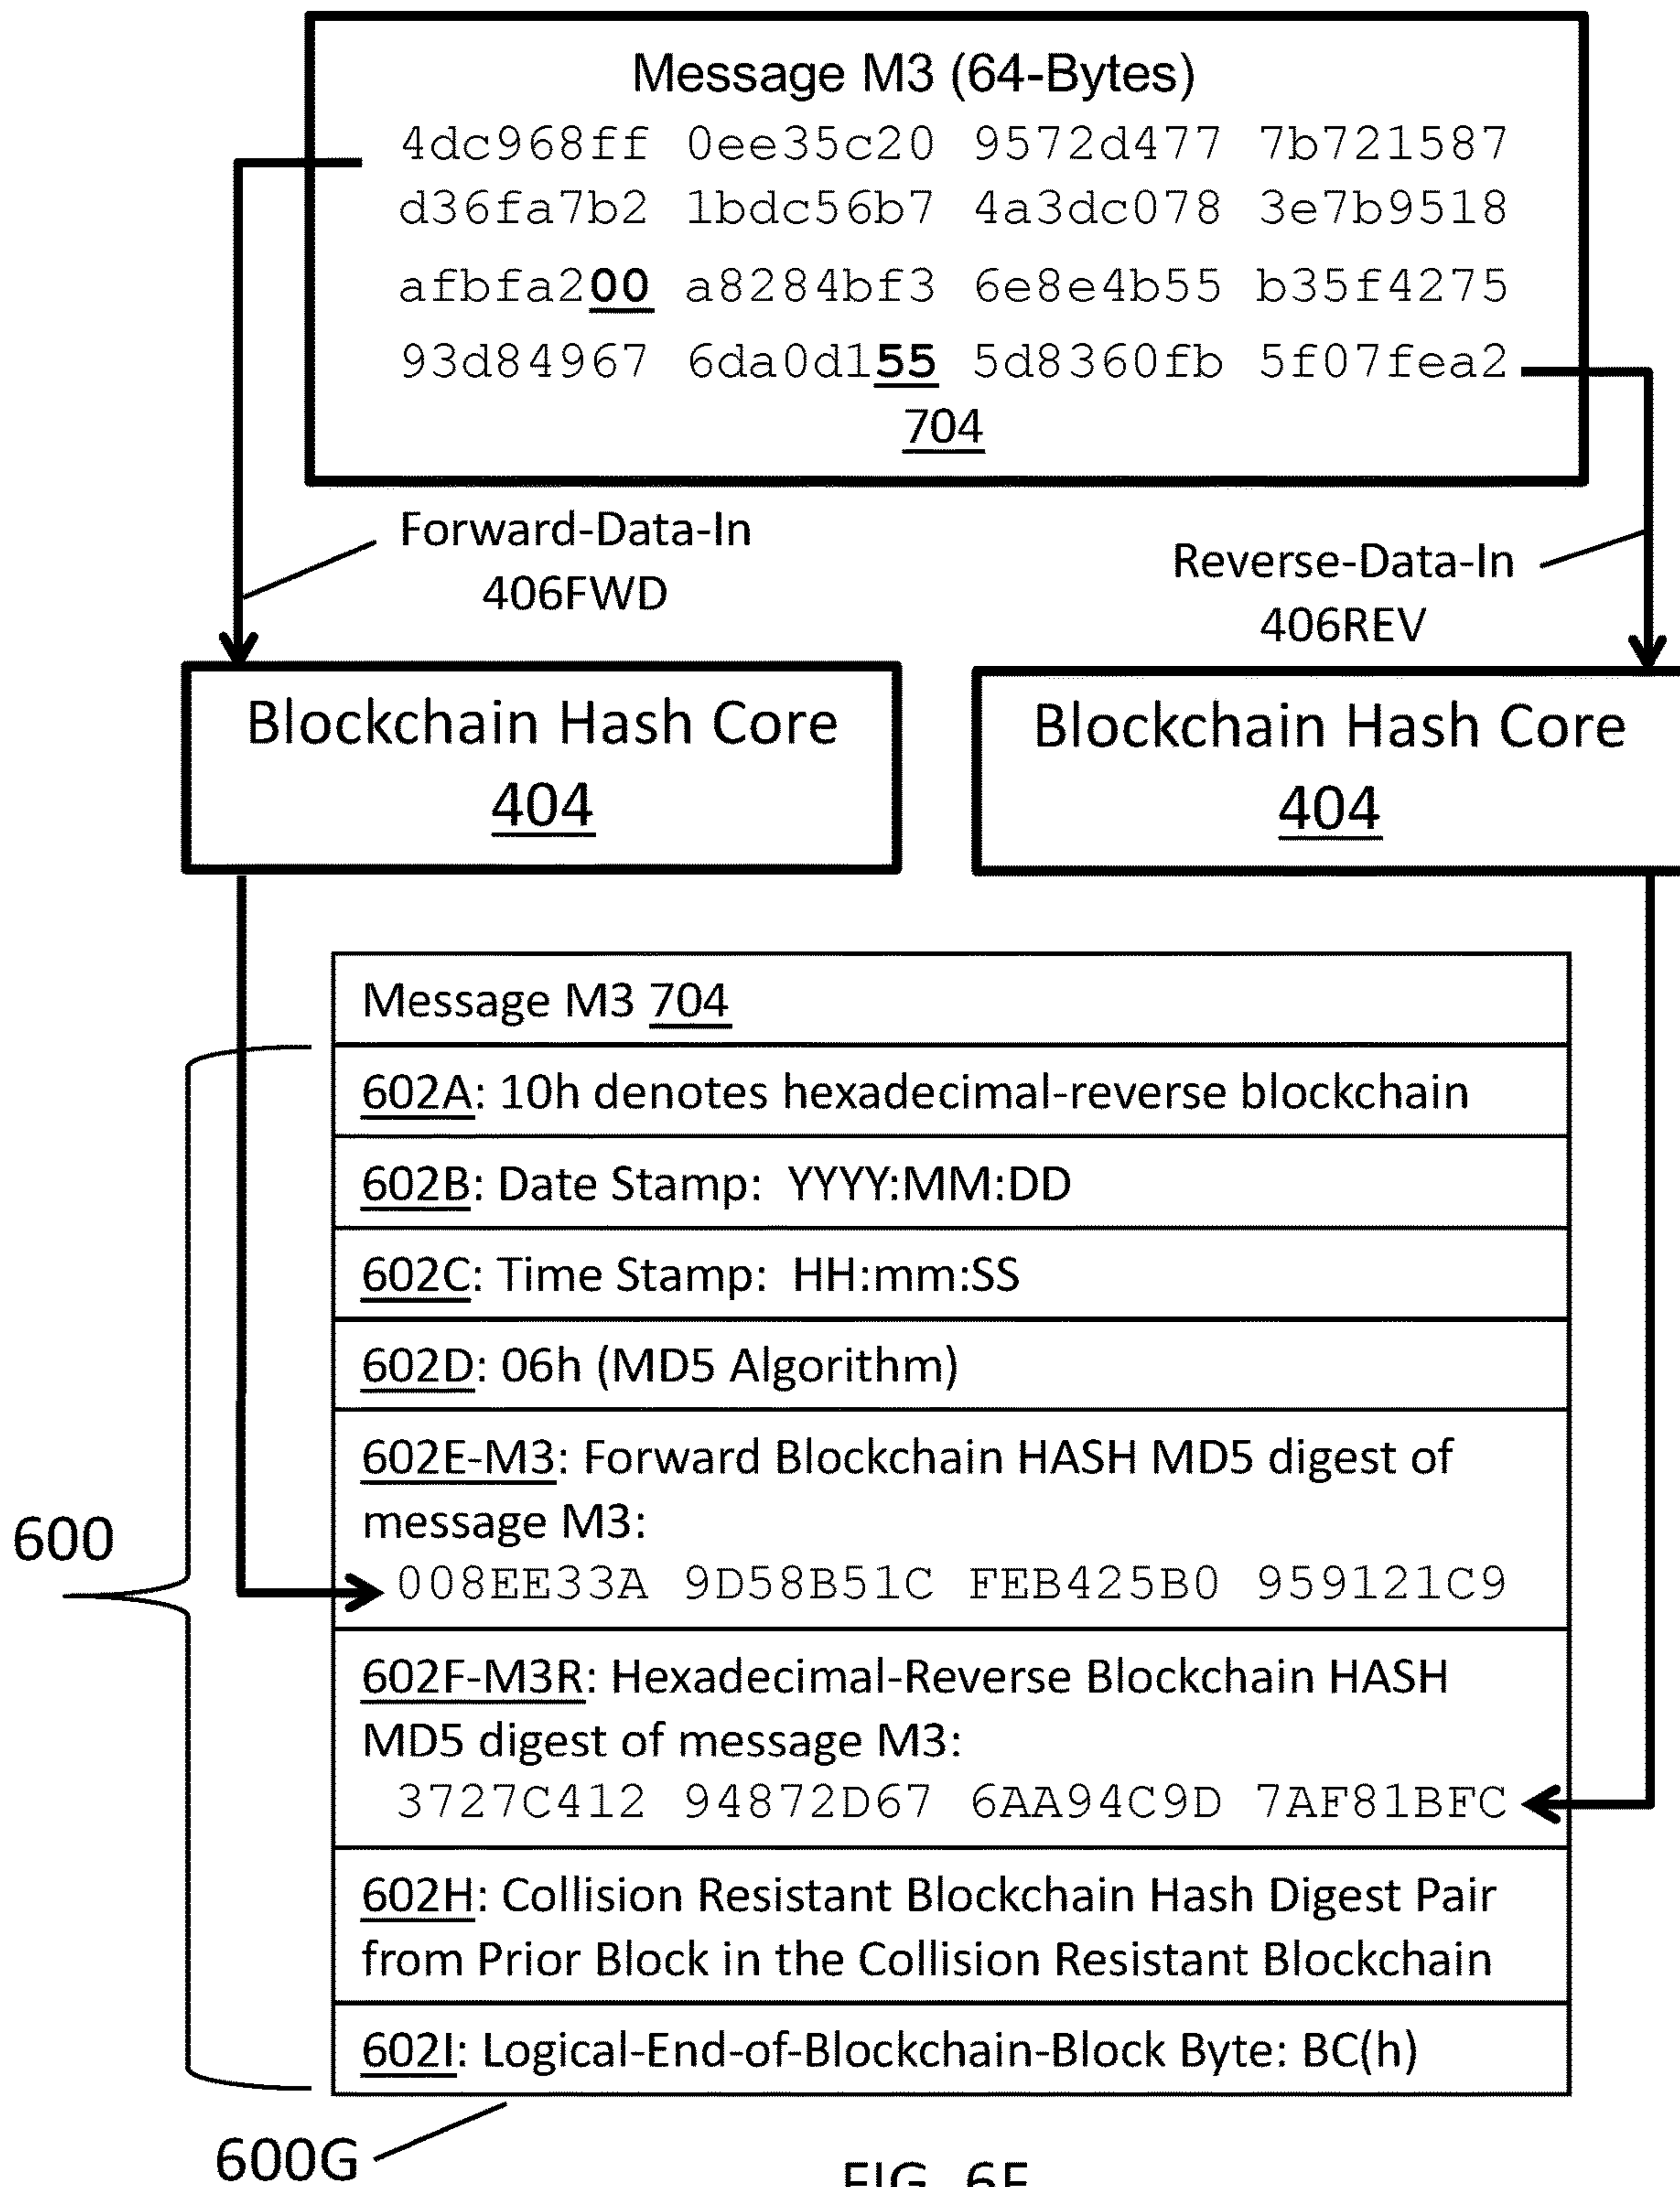 Message M3 (64-Bytes)
4dc968ff 0ee35c20 9572d477 7b721587
d36fa7b2 1bdc56b7 4a3dc078 3e7b9518
afbfa200 a8284bf3 6e8e4b55 b35f4275
93d84967 6da0d155 5d8360fb 5f07fea2
704
Forward-Data-In
406FWD
Reverse-Data-In
406REV
Blockchain Hash Core
404
Blockchain Hash Core
404
Message M3 704
602A: 10h denotes hexadecimal-reverse blockchain
602B: Date Stamp: YYYY:MM:DD
602C: Time Stamp: HH:mm:SS
602D: 06h (MD5 Algorithm)
602E-M3: Forward Blockchain HASH MD5 digest of
message M3:
008EE33A 9D58B51C FEB425B0 959121C9
602F-M3R: Hexadecimal-Reverse Blockchain HASH
MD5 digest of message M3:
3727C412 94872D67 6AA94C9D 7AF81BFC
602H: Collision Resistant Blockchain Hash Digest Pair
from Prior Block in the Collision Resistant Blockchain
602I: Logical-End-of-Blockchain-Block Byte: BC(h)
600
600G